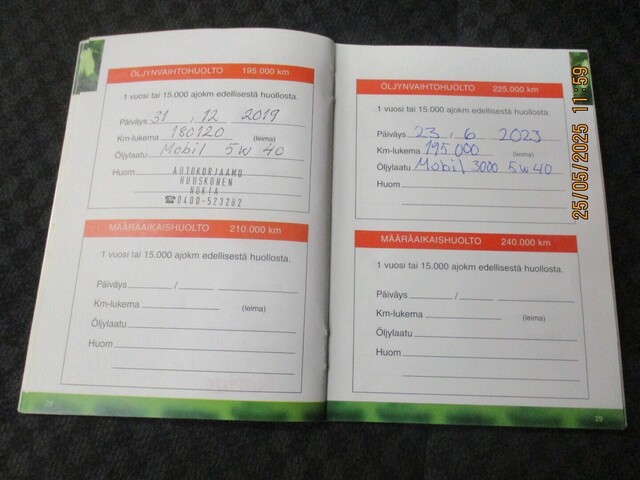 ÖLJYNVAIHTOHUOLTO 195.000 km
1 vuosi tai 15.000 ajokm edellisestä huollosta.
Päiväys 31 . 12 2019
Km-lukema 180120 (leima)
Öljylaatu Mobil 5w 40
Huom AUTOKORJAAMO
HUUSKONEN
NOKIA
☎0400-523282
MÄÄRÄAIKAISHUOLTO 210.000 km
1 vuosi tai 15.000 ajokm edellisestä huollosta.
Päiväys / 
Km-lukema (leima)
Öljylaatu
Huom
28
ÖLJYNVAIHTOHUOLTO 225.000 km
1 vuosi tai 15.000 ajokm edellisestä huollosta.
Päiväys 23 . 6 2023
Km-lukema 195000 (leima)
Öljylaatu Mobil 3000 5w40
Huom
MÄÄRÄAIKAISHUOLTO 240.000 km
1 vuosi tai 15.000 ajokm edellisestä huollosta.
Päiväys / 
Km-lukema (leima)
Öljylaatu
Huom
29
25/05/2025 11:59